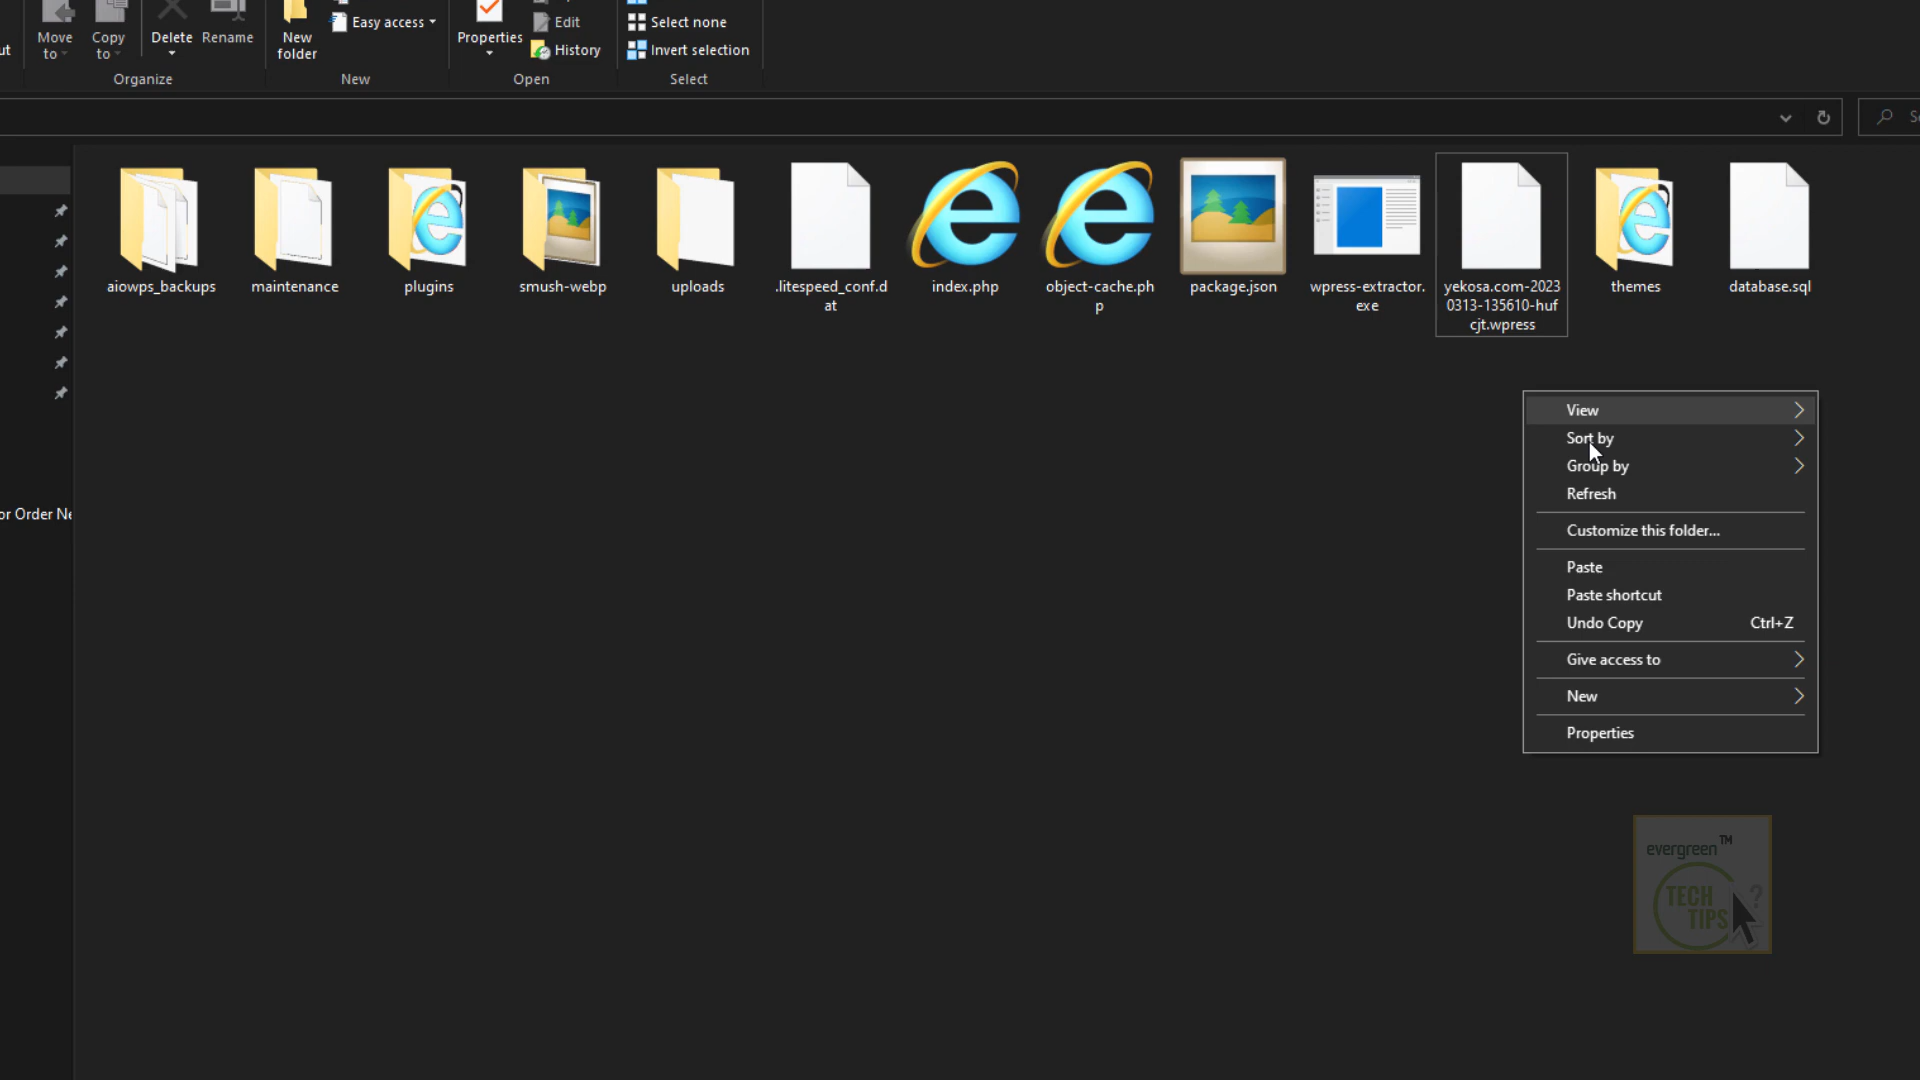 Move to
Copy to
Delete
Rename
New folder
Easy access
Properties
Edit
History
Select none
Invert selection
Organize
New
Open
Select
aiowps_backups
maintenance
plugins
smush-webp
uploads
.litespeed_conf.d
at
index.php
object-cache.ph
p
package.json
wpress-extractor.
exe
yekosa.com-2023
0313-135610-huf
cjt.wpress
themes
database.sql
or Order Ne
View
Sort by
Group by
Refresh
Customize this folder...
Paste
Paste shortcut
Undo Copy Ctrl+Z
Give access to
New
Properties
evergreen™
TECH
TIPS
?